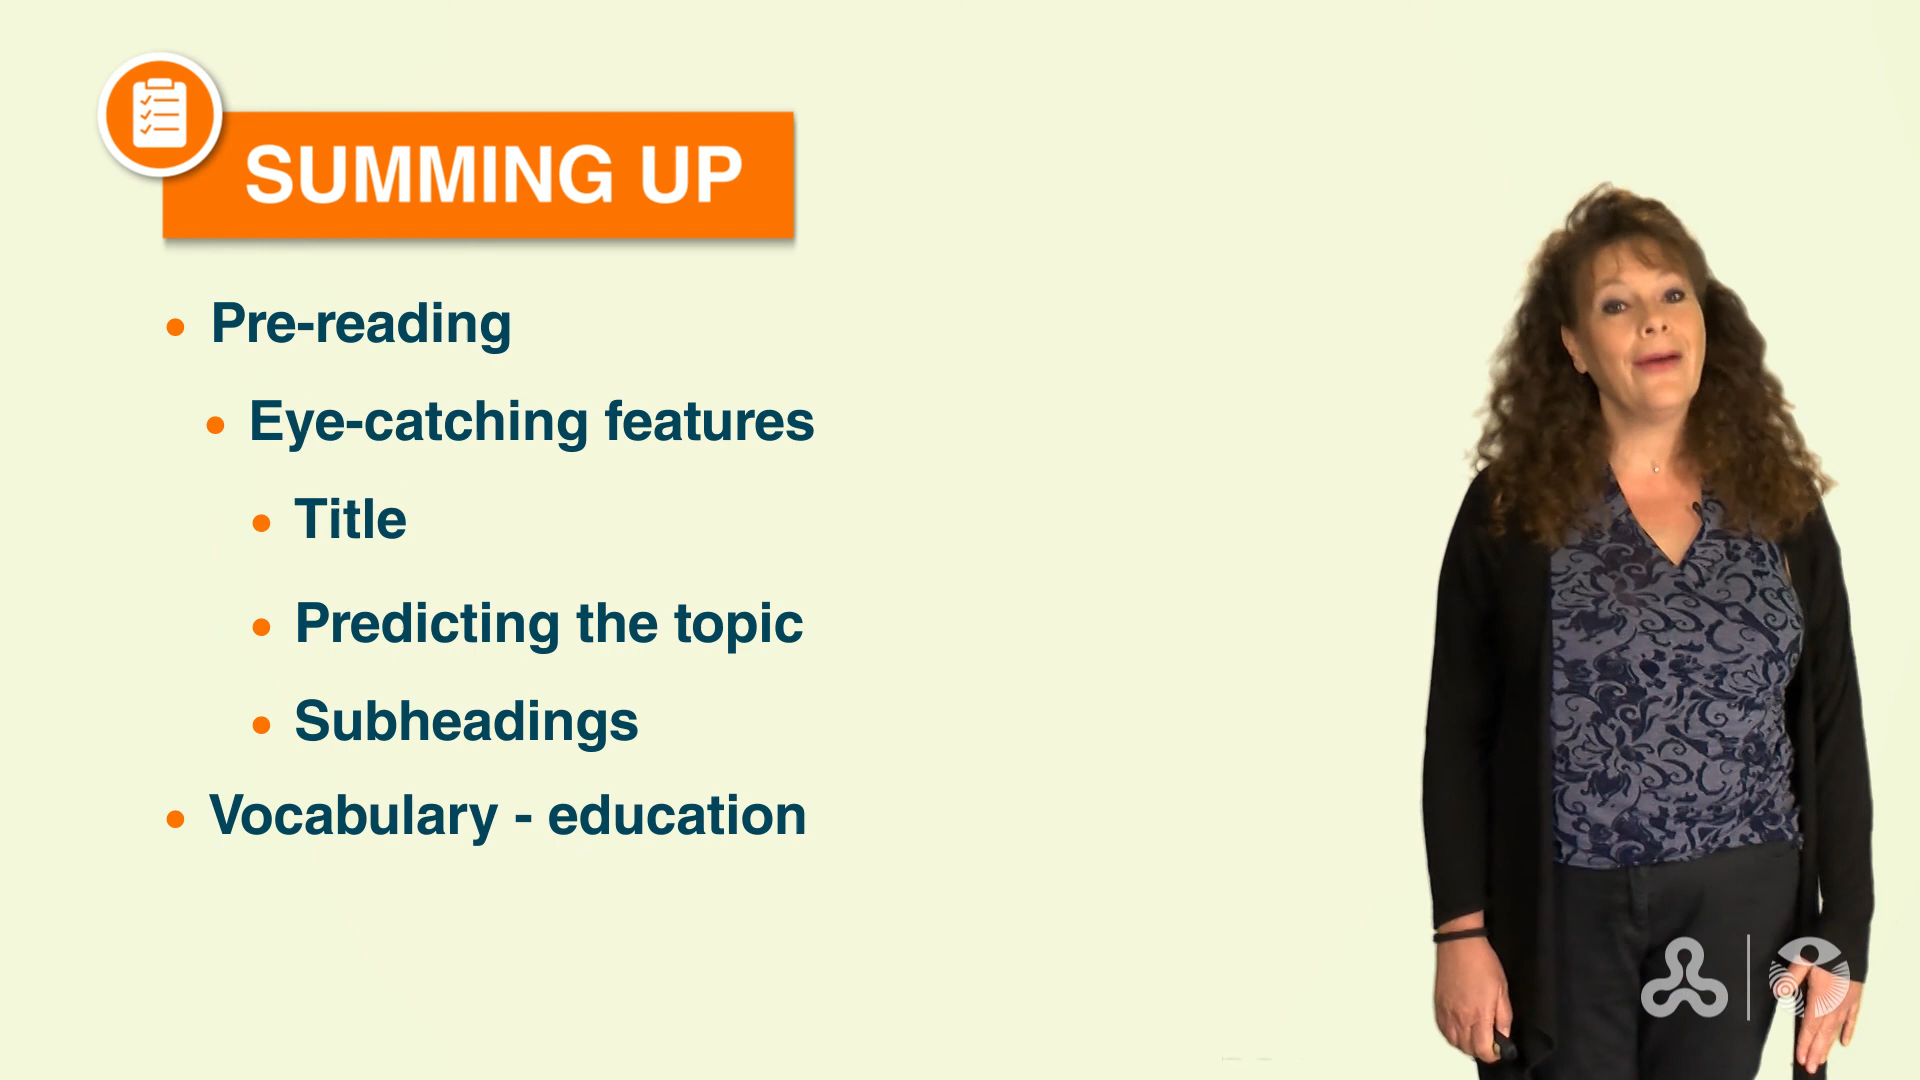 SUMMING UP
Pre-reading
Eye-catching features
Title
Predicting the topic
Subheadings
Vocabulary - education